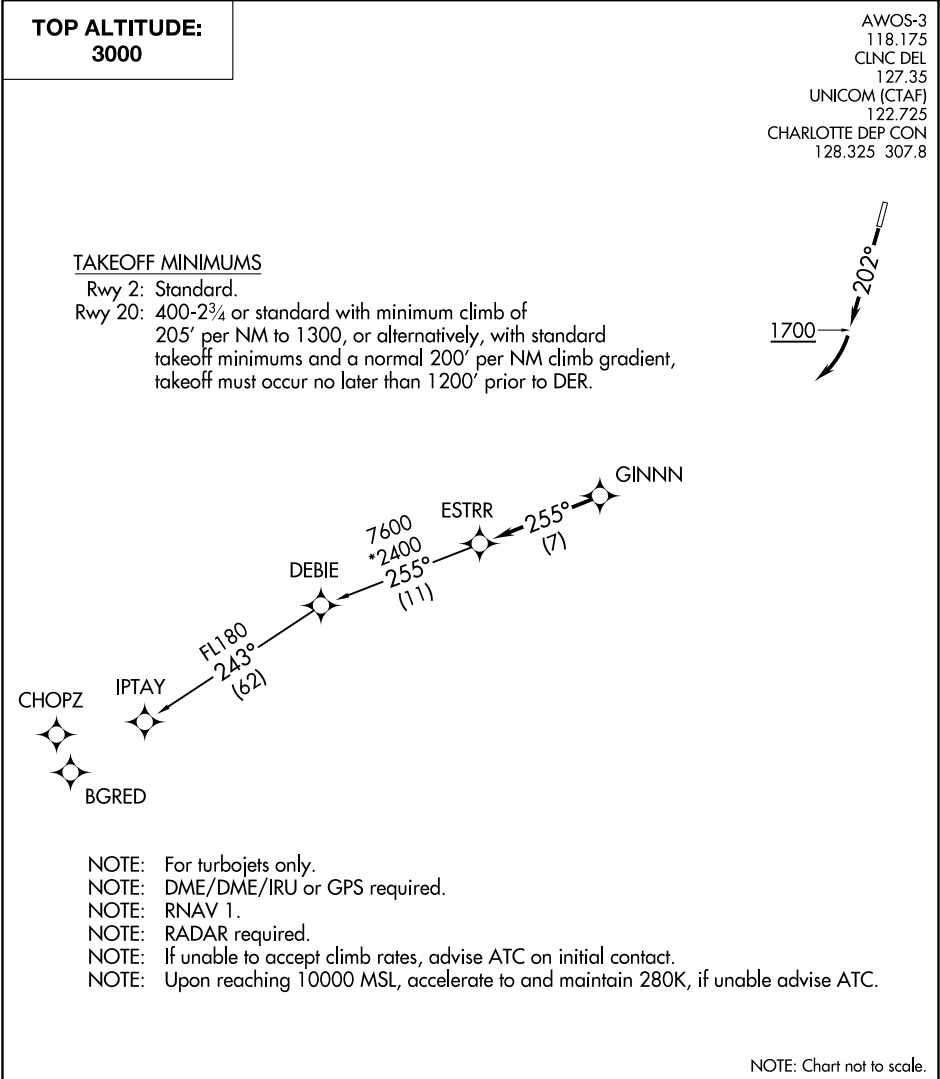 TOP ALTITUDE:
3000
AWOS-3
118.175
CLNC DEL
127.35
UNICOM (CTAF)
122.725
CHARLOTTE DEP CON
128.325 307.8
202°
1700
TAKEOFF MINIMUMS
Rwy 2: Standard.
Rwy 20: 400-2¾ or standard with minimum climb of
205' per NM to 1300, or alternatively, with standard
takeoff minimums and a normal 200' per NM climb gradient,
takeoff must occur no later than 1200' prior to DER.
GINNN
255°
(7)
ESTRR
7600
*2400
255°
(11)
DEBIE
FL180
243°
(62)
IPTAY
CHOPZ
BGRED
NOTE: For turbojets only.
NOTE: DME/DME/IRU or GPS required.
NOTE: RNAV 1.
NOTE: RADAR required.
NOTE: If unable to accept climb rates, advise ATC on initial contact.
NOTE: Upon reaching 10000 MSL, accelerate to and maintain 280K, if unable advise ATC.
NOTE: Chart not to scale.